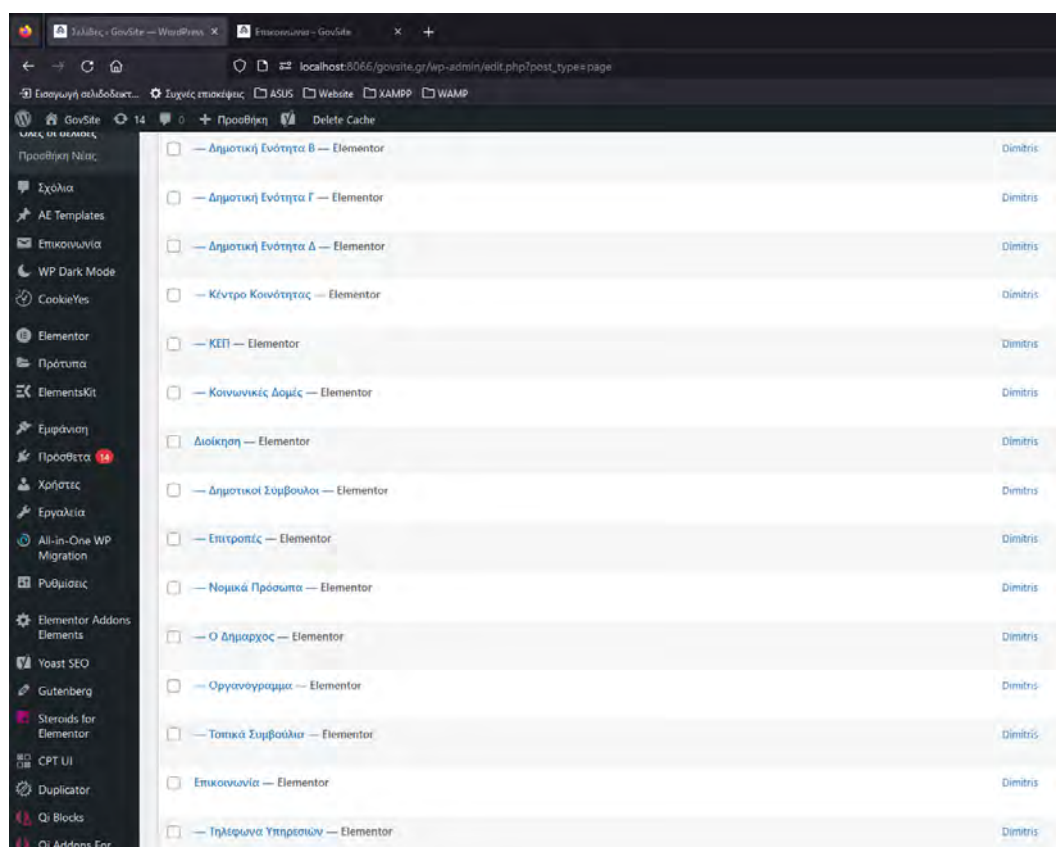 Σελίδες ‹ GovSite — WordPress
Επικοινωνία – GovSite
localhost:8066/govsite.gr/wp-admin/edit.php?post_type=page
Εισαγωγή σελιδοδεικτ...
Συχνές επισκέψεις
ASUS
Website
XAMPP
WAMP
GovSite
14
0
Προσθήκη
Delete Cache
Όλες οι σελίδες
Προσθήκη Νέας
Σχόλια
AE Templates
Επικοινωνία
WP Dark Mode
CookieYes
Elementor
Πρότυπα
ElementsKit
Εμφάνιση
Πρόσθετα 14
Χρήστες
Εργαλεία
All-in-One WP
Migration
Ρυθμίσεις
Elementor Addons
Elements
Yoast SEO
Gutenberg
Steroids for
Elementor
CPT UI
Duplicator
Qi Blocks
Qi Addons For
— Δημοτική Ενότητα Β — Elementor
Dimitris
— Δημοτική Ενότητα Γ — Elementor
Dimitris
— Δημοτική Ενότητα Δ — Elementor
Dimitris
— Κέντρο Κοινότητας — Elementor
Dimitris
— ΚΕΠ — Elementor
Dimitris
— Κοινωνικές Δομές — Elementor
Dimitris
Διοίκηση — Elementor
Dimitris
— Δημοτικοί Σύμβουλοι — Elementor
Dimitris
— Επιτροπές — Elementor
Dimitris
— Νομικά Πρόσωπα — Elementor
Dimitris
— Ο Δήμαρχος — Elementor
Dimitris
— Οργανόγραμμα — Elementor
Dimitris
— Τοπικά Συμβούλια — Elementor
Dimitris
Επικοινωνία — Elementor
Dimitris
— Τηλέφωνα Υπηρεσιών — Elementor
Dimitris